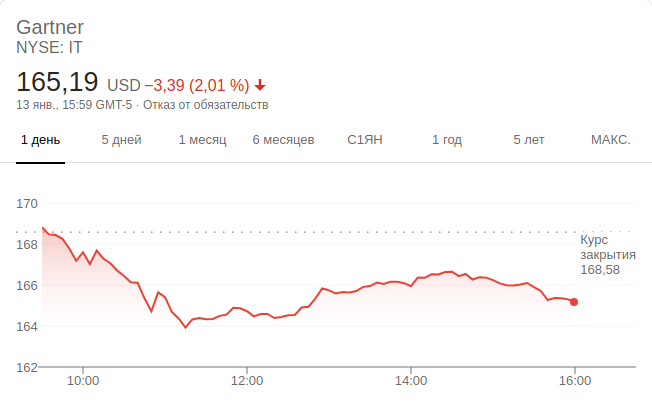 Gartner
NYSE: IT
165,19 USD −3,39 (2,01 %)
13 янв., 15:59 GMT-5 · Отказ от обязательств
1 день 5 дней 1 месяц 6 месяцев С1ЯН 1 год 5 лет МАКС.
170
168
Курс
закрытия
168,58
166
164
162
10:00 12:00 14:00 16:00